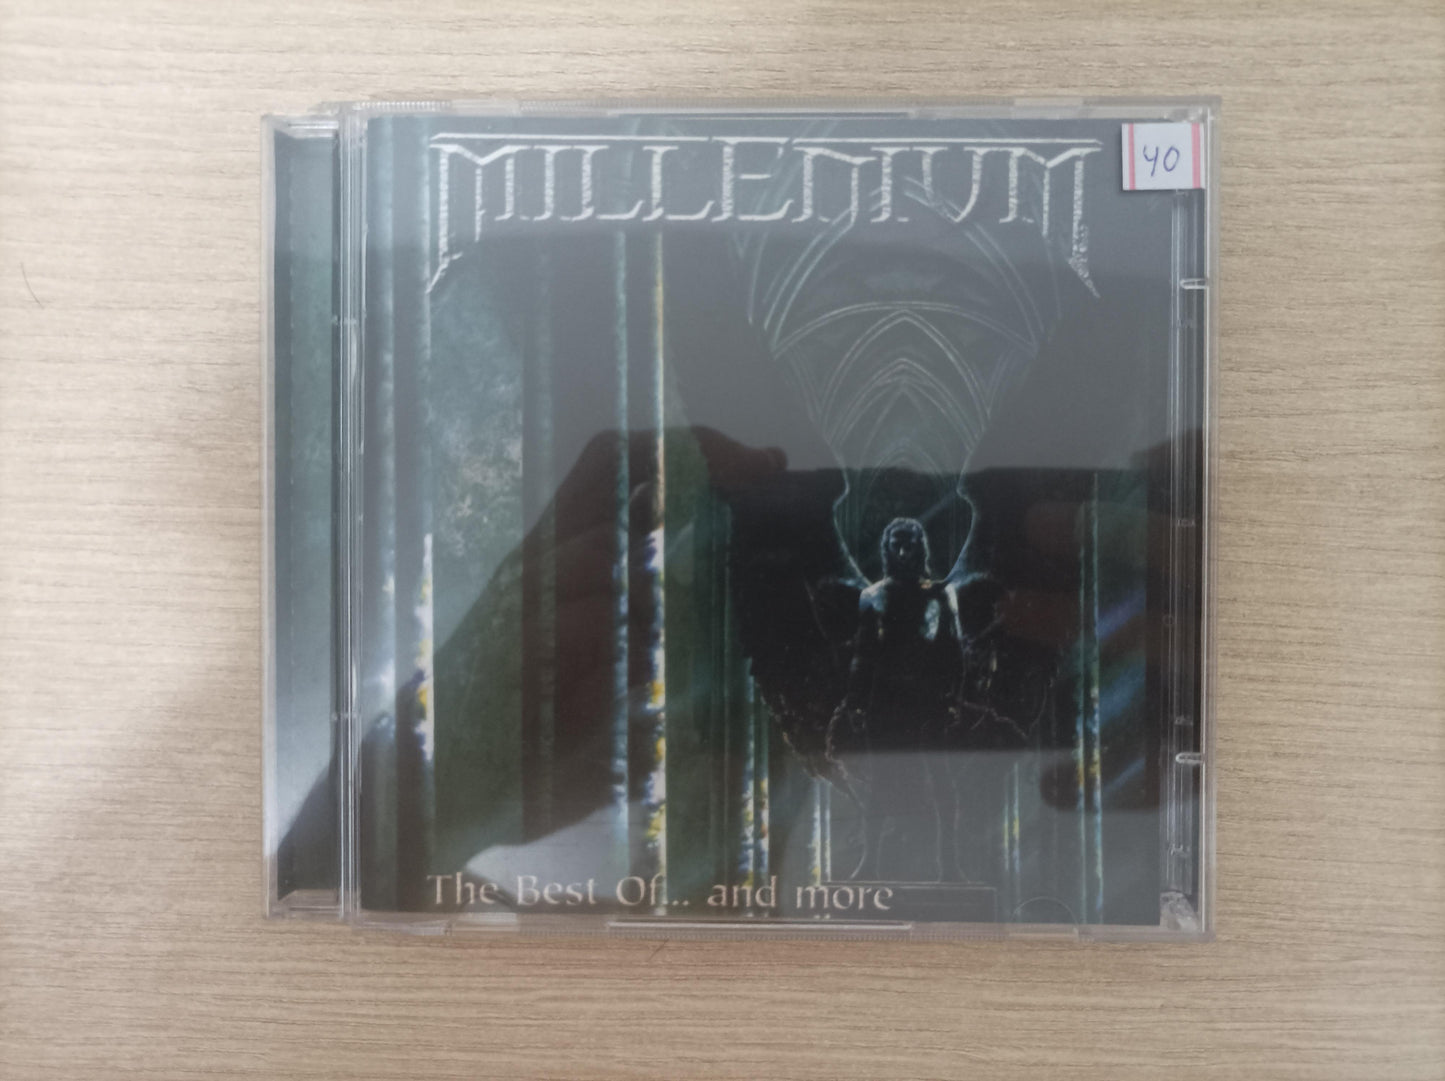 MILLENIUM
40
The Best Of... and more